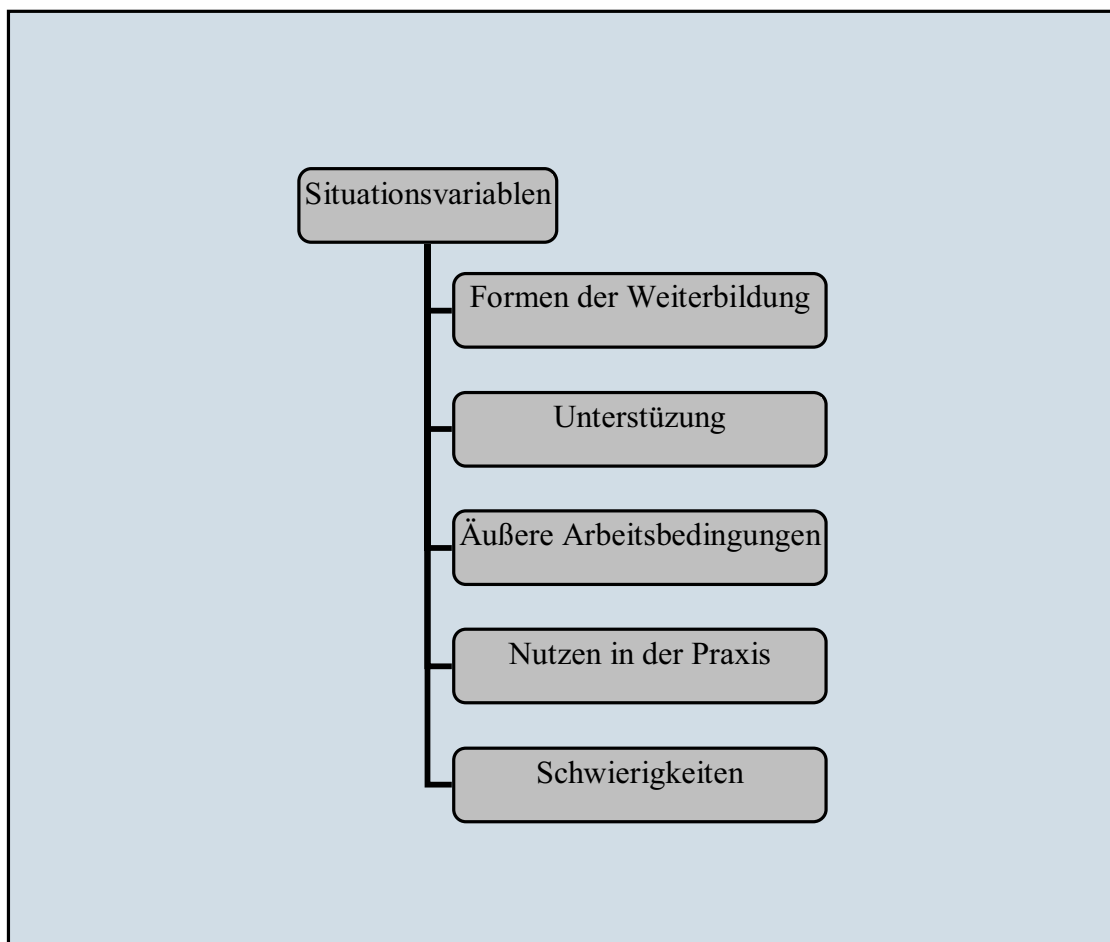 Situationsvariablen
Formen der Weiterbildung
Unterstüzung
Äußere Arbeitsbedingungen
Nutzen in der Praxis
Schwierigkeiten